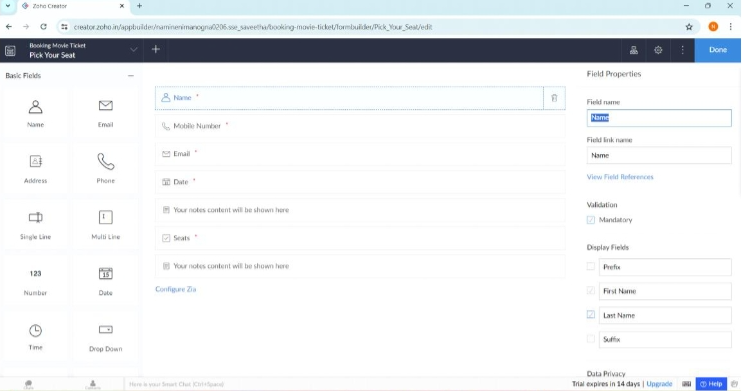 Zoho Creator
creator.zoho.in/appbuilder/naminenimanogna0206.sse_saveetha/booking-movie-ticket/formbuilder/Pick_Your_Seat/edit
Booking Movie Ticket
Pick Your Seat
Done
Basic Fields
Name
Email
Address
Phone
Single Line
Multi Line
123
Number
Date
Time
Drop Down
Name *
Mobile Number *
Email *
Date *
Your notes content will be shown here
Seats *
Your notes content will be shown here
Configure Zia
Field Properties
Field name
Name
Field link name
Name
View Field References
Validation
Mandatory
Display Fields
Prefix
First Name
Last Name
Suffix
Data Privacy
Here is your Smart Chat (Ctrl+Space)
Trial expires in 14 days | Upgrade
Help